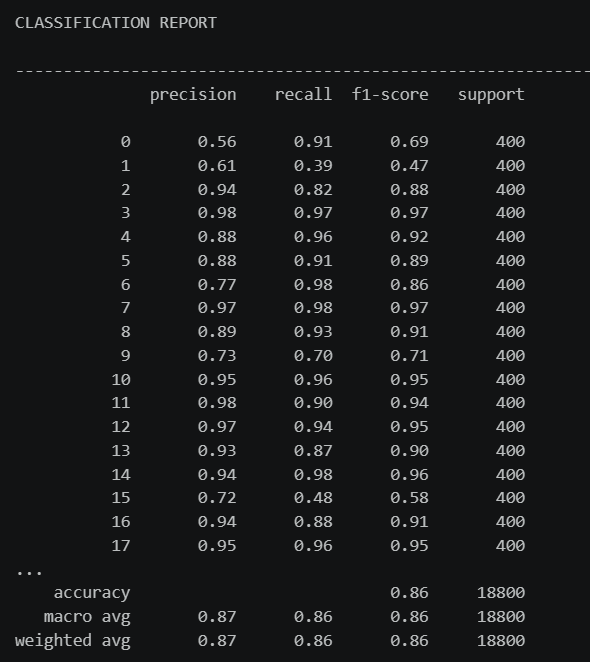 CLASSIFICATION REPORT
------------------------------------------------------------
precision recall f1-score support
0 0.56 0.91 0.69 400
1 0.61 0.39 0.47 400
2 0.94 0.82 0.88 400
3 0.98 0.97 0.97 400
4 0.88 0.96 0.92 400
5 0.88 0.91 0.89 400
6 0.77 0.98 0.86 400
7 0.97 0.98 0.97 400
8 0.89 0.93 0.91 400
9 0.73 0.70 0.71 400
10 0.95 0.96 0.95 400
11 0.98 0.90 0.94 400
12 0.97 0.94 0.95 400
13 0.93 0.87 0.90 400
14 0.94 0.98 0.96 400
15 0.72 0.48 0.58 400
16 0.94 0.88 0.91 400
17 0.95 0.96 0.95 400
...
accuracy 0.86 18800
macro avg 0.87 0.86 0.86 18800
weighted avg 0.87 0.86 0.86 18800